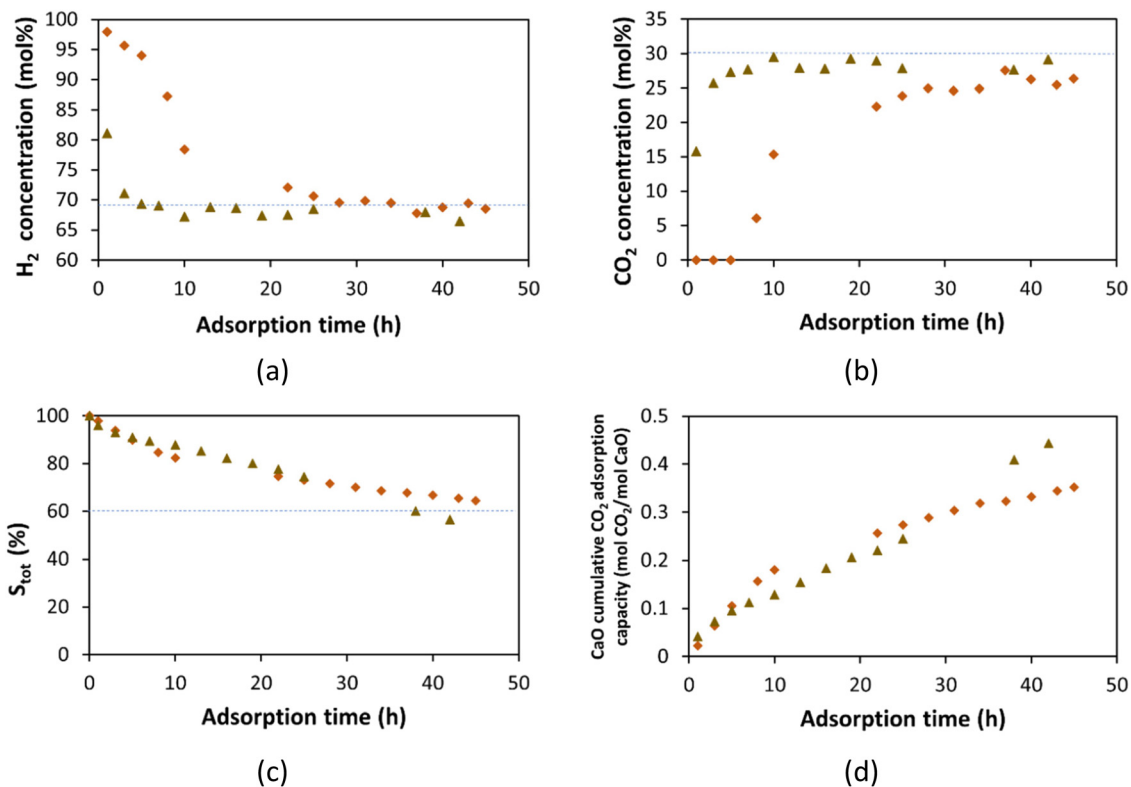 H2 concentration (mol%)
100
95
90
85
80
75
70
65
60
0 10 20 30 40 50
Adsorption time (h)
(a)
CO2 concentration (mol%)
35
30
25
20
15
10
5
0
0 10 20 30 40 50
Adsorption time (h)
(b)
Stot (%)
100
80
60
40
20
0
0 10 20 30 40 50
Adsorption time (h)
(c)
CaO cumulative CO2 adsorption
capacity (mol CO2/mol CaO)
0.5
0.4
0.3
0.2
0.1
0
0 10 20 30 40 50
Adsorption time (h)
(d)